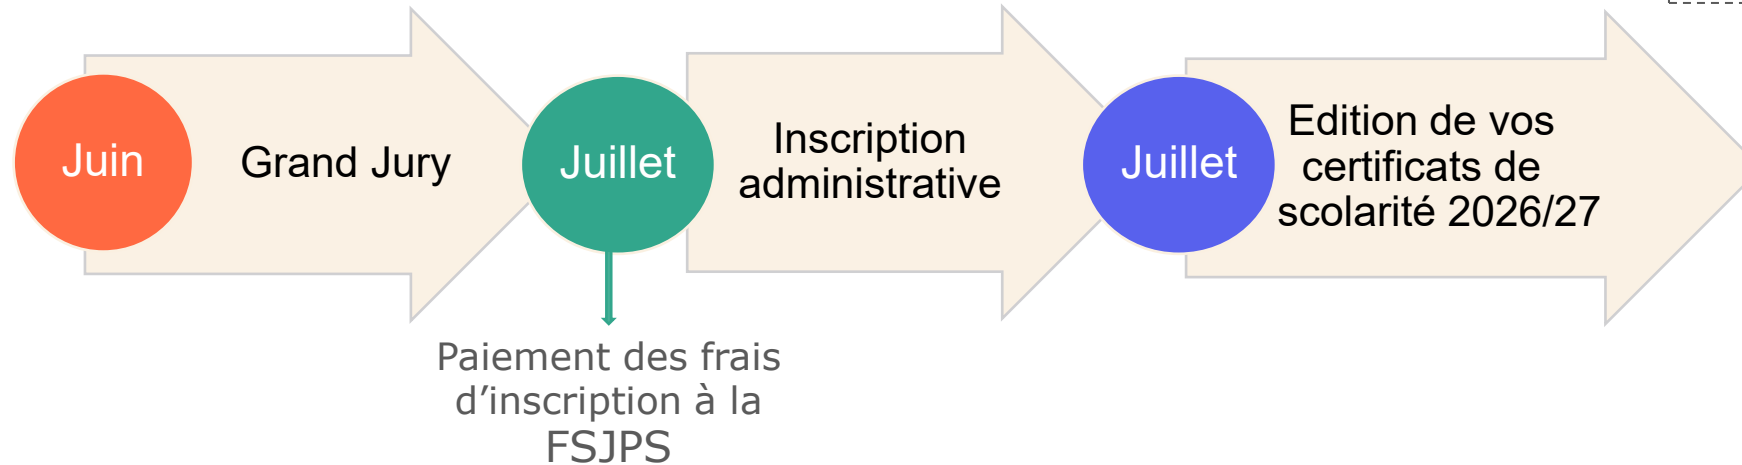 Juin
Grand Jury
Juillet
Inscription
administrative
Juillet
Edition de vos
certificats de
scolarité 2026/27
Paiement des frais
d’inscription à la
FSJPS